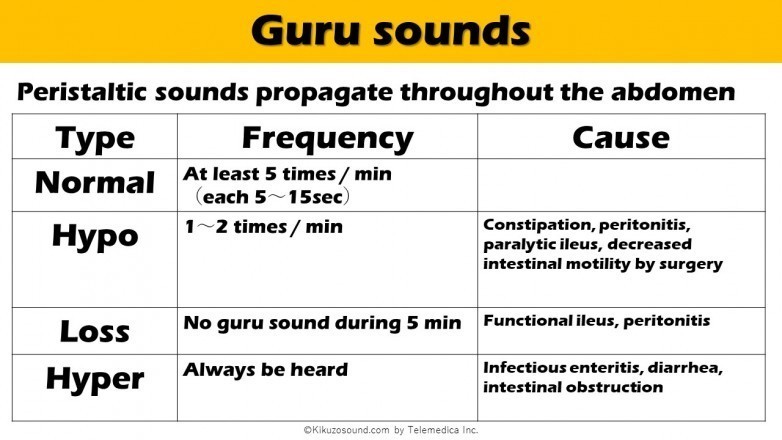 Guru sounds
Peristaltic sounds propagate throughout the abdomen
Type Frequency Cause
Normal At least 5 times / min
（each 5～15sec）
Hypo 1～2 times / min Constipation, peritonitis,
paralytic ileus, decreased
intestinal motility by surgery
Loss No guru sound during 5 min Functional ileus, peritonitis
Hyper Always be heard Infectious enteritis, diarrhea,
intestinal obstruction
©Kikuzosound.com by Telemedica Inc.